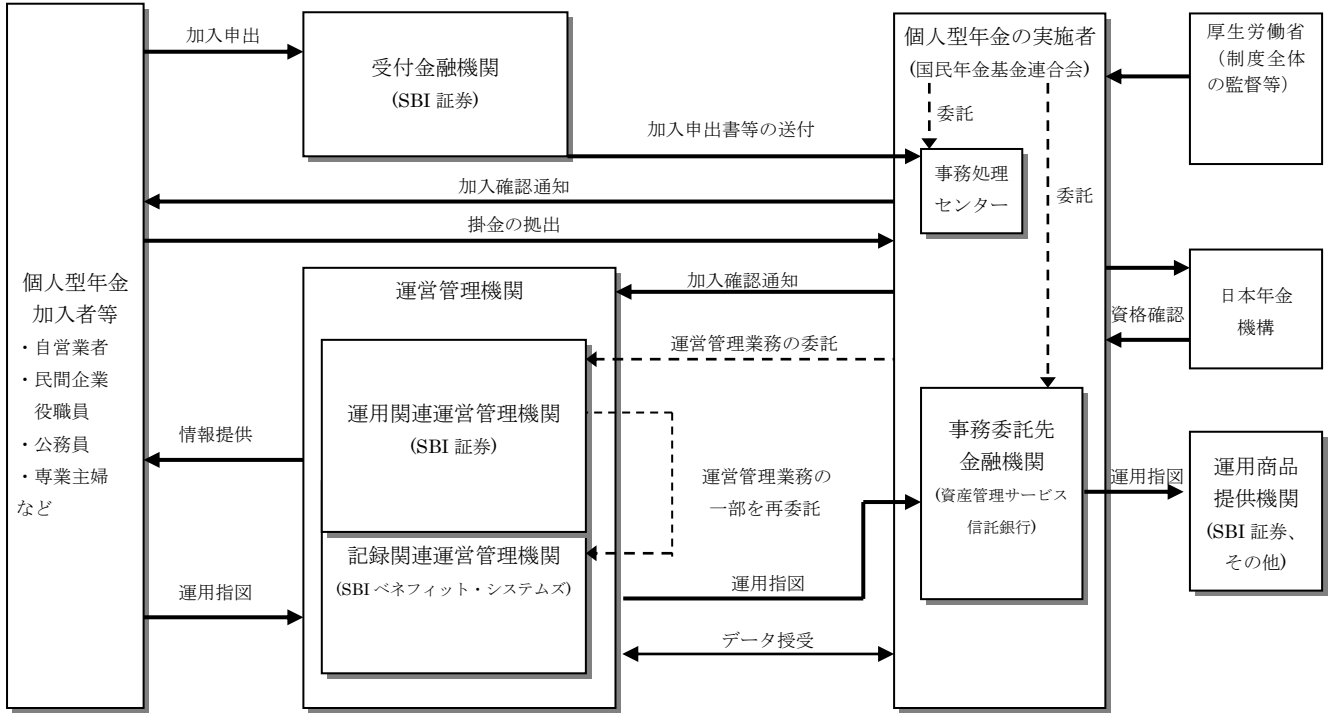 加入申出
受付金融機関
(SBI 証券)
個人型年金の実施者
(国民年金基金連合会)
委託
委託
厚生労働省
（制度全体
の監督等）
加入申出書等の送付
事務処理
センター
加入確認通知
掛金の拠出
個人型年金
加入者等
・自営業者
・民間企業
役職員
・公務員
・専業主婦
など
運営管理機関
加入確認通知
運営管理業務の委託
日本年金
機構
資格確認
運用関連運営管理機関
(SBI 証券)
情報提供
運営管理業務の
一部を再委託
事務委託先
金融機関
(資産管理サービス
信託銀行)
運用指図
運用商品
提供機関
(SBI 証券、
その他)
記録関連運営管理機関
(SBI ベネフィット・システムズ)
運用指図
運用指図
データ授受